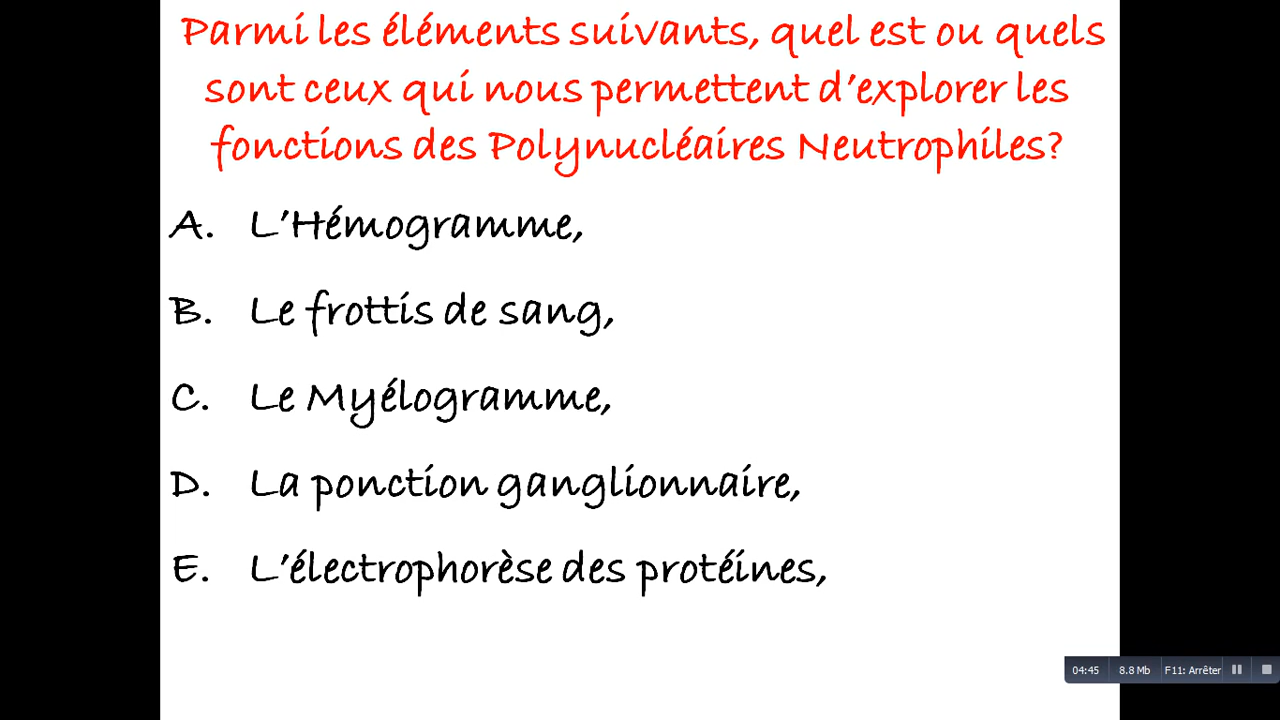 Parmi les éléments suivants, quel est ou quels
sont ceux qui nous permettent d'explorer les
fonctions des Polynucléaires Neutrophiles?
A. L'Hémogramme,
B. Le frottis de sang,
C. Le Myélogramme,
D. La ponction ganglionnaire,
E. L'électrophorèse des protéines,
04:45 8.8 Mb F11: Arrêter